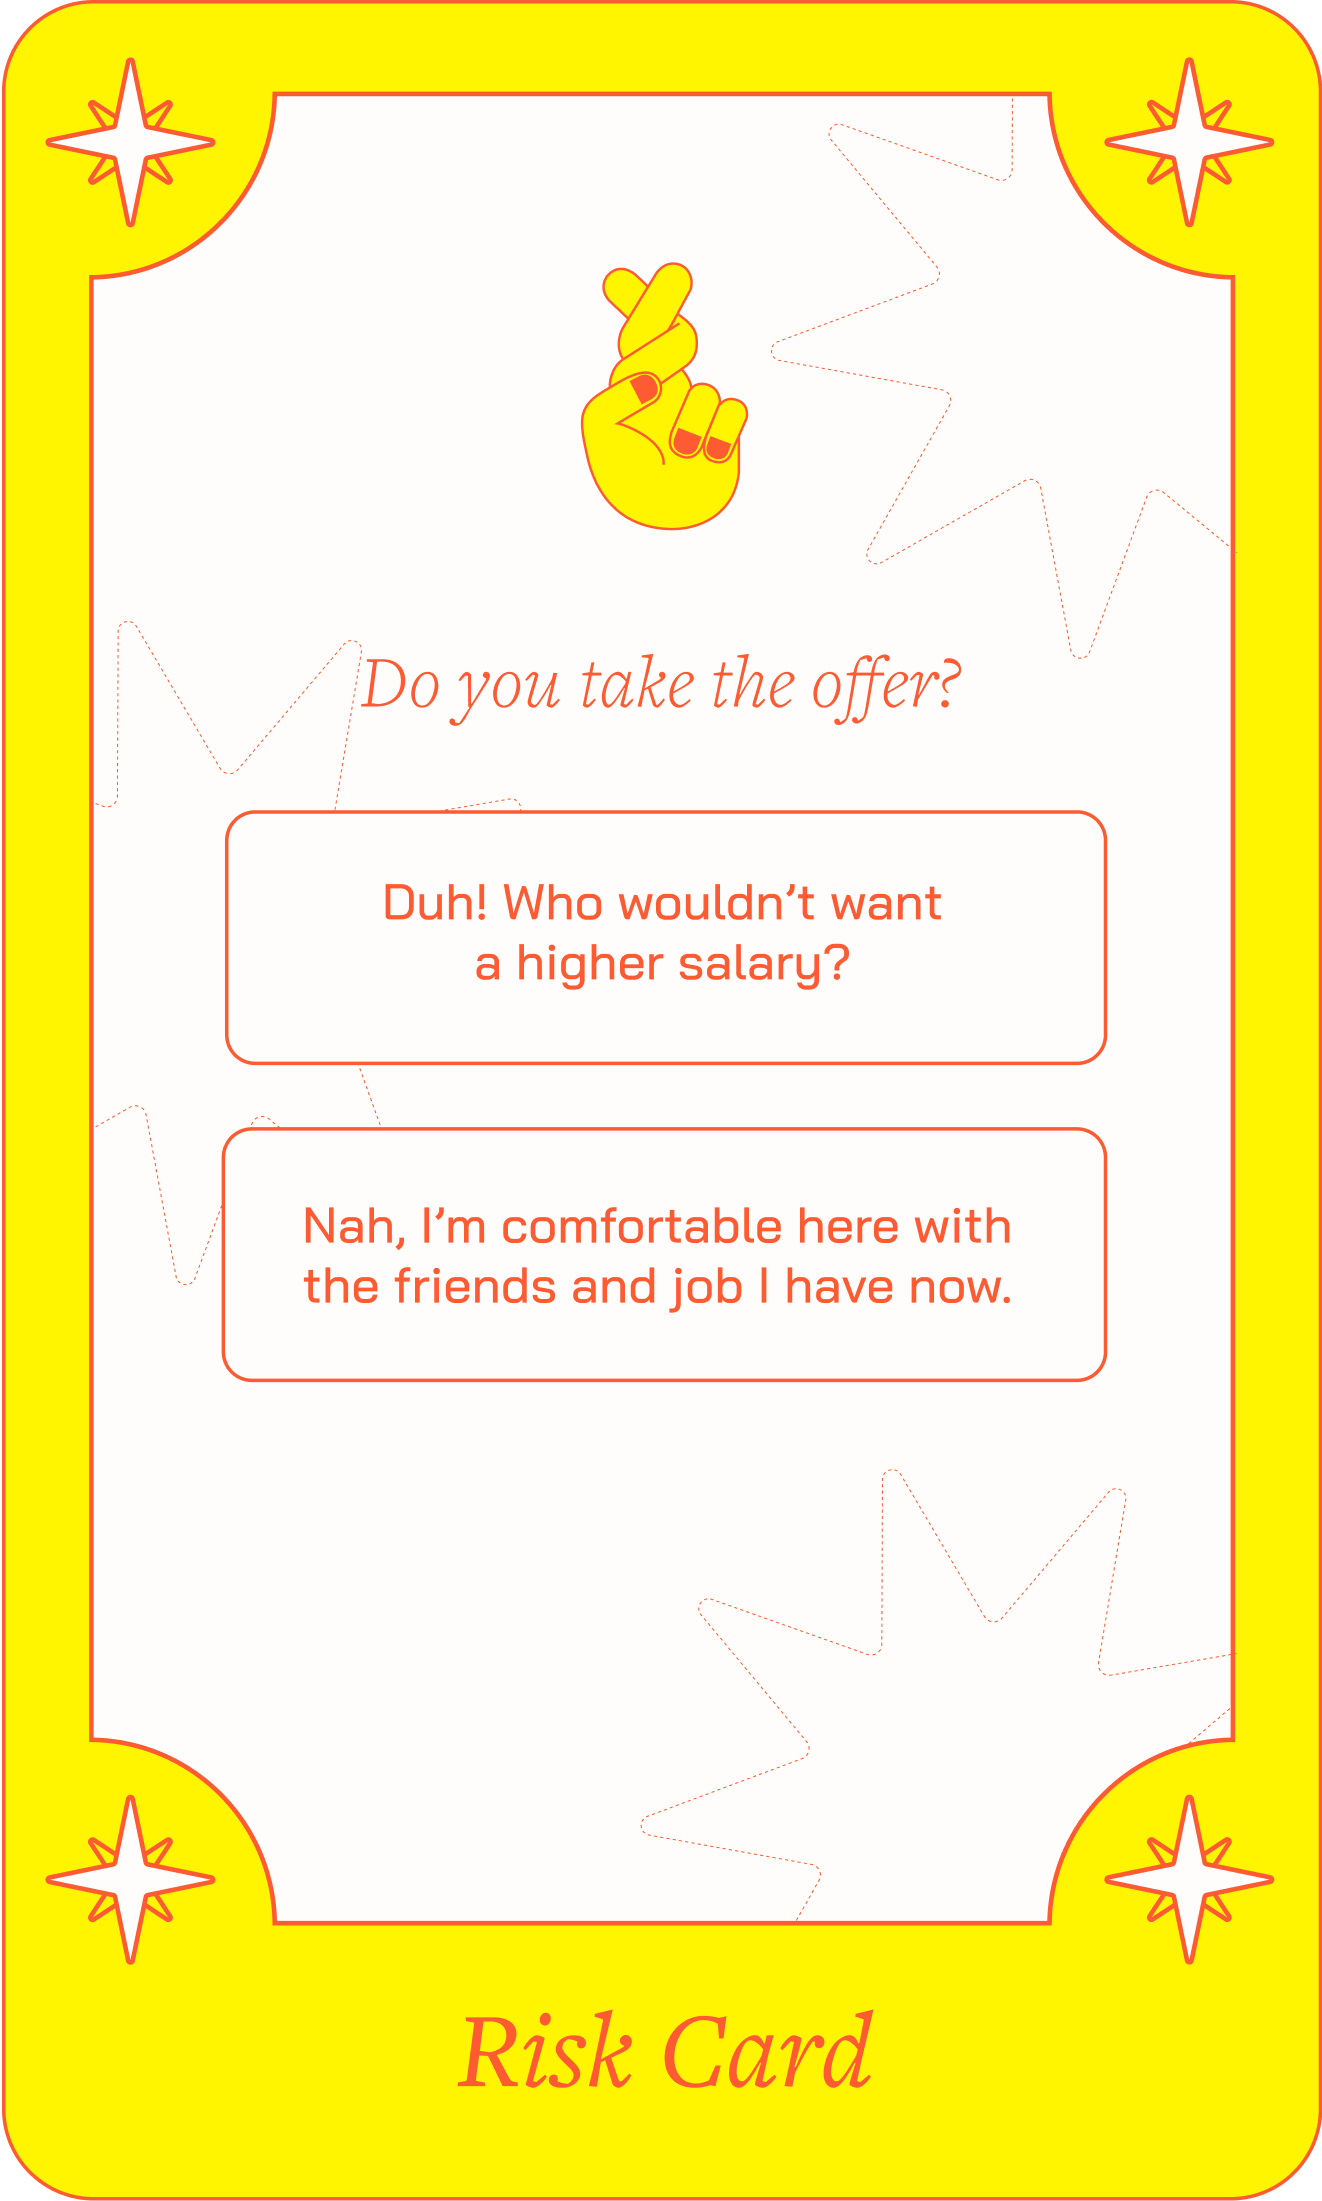 Do you take the offer?
Duh! Who wouldn’t want
a higher salary?
Nah, I’m comfortable here with
the friends and job I have now.
Risk Card